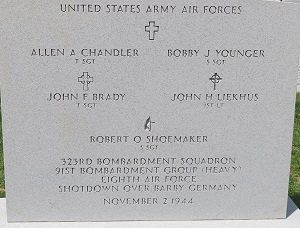 UNITED STATES ARMY AIR FORCES
ALLEN A CHANDLER BOBBY J YOUNGER
T SGT S SGT
JOHN F BRADY JOHN H LIEKHUS
T SGT 1ST LT
ROBERT O SHOEMAKER
S SGT
323RD BOMBARDMENT SQUADRON
91ST BOMBARDMENT GROUP (HEAVY)
EIGHTH AIR FORCE
SHOTDOWN OVER BARBY GERMANY
NOVEMBER 2 1944